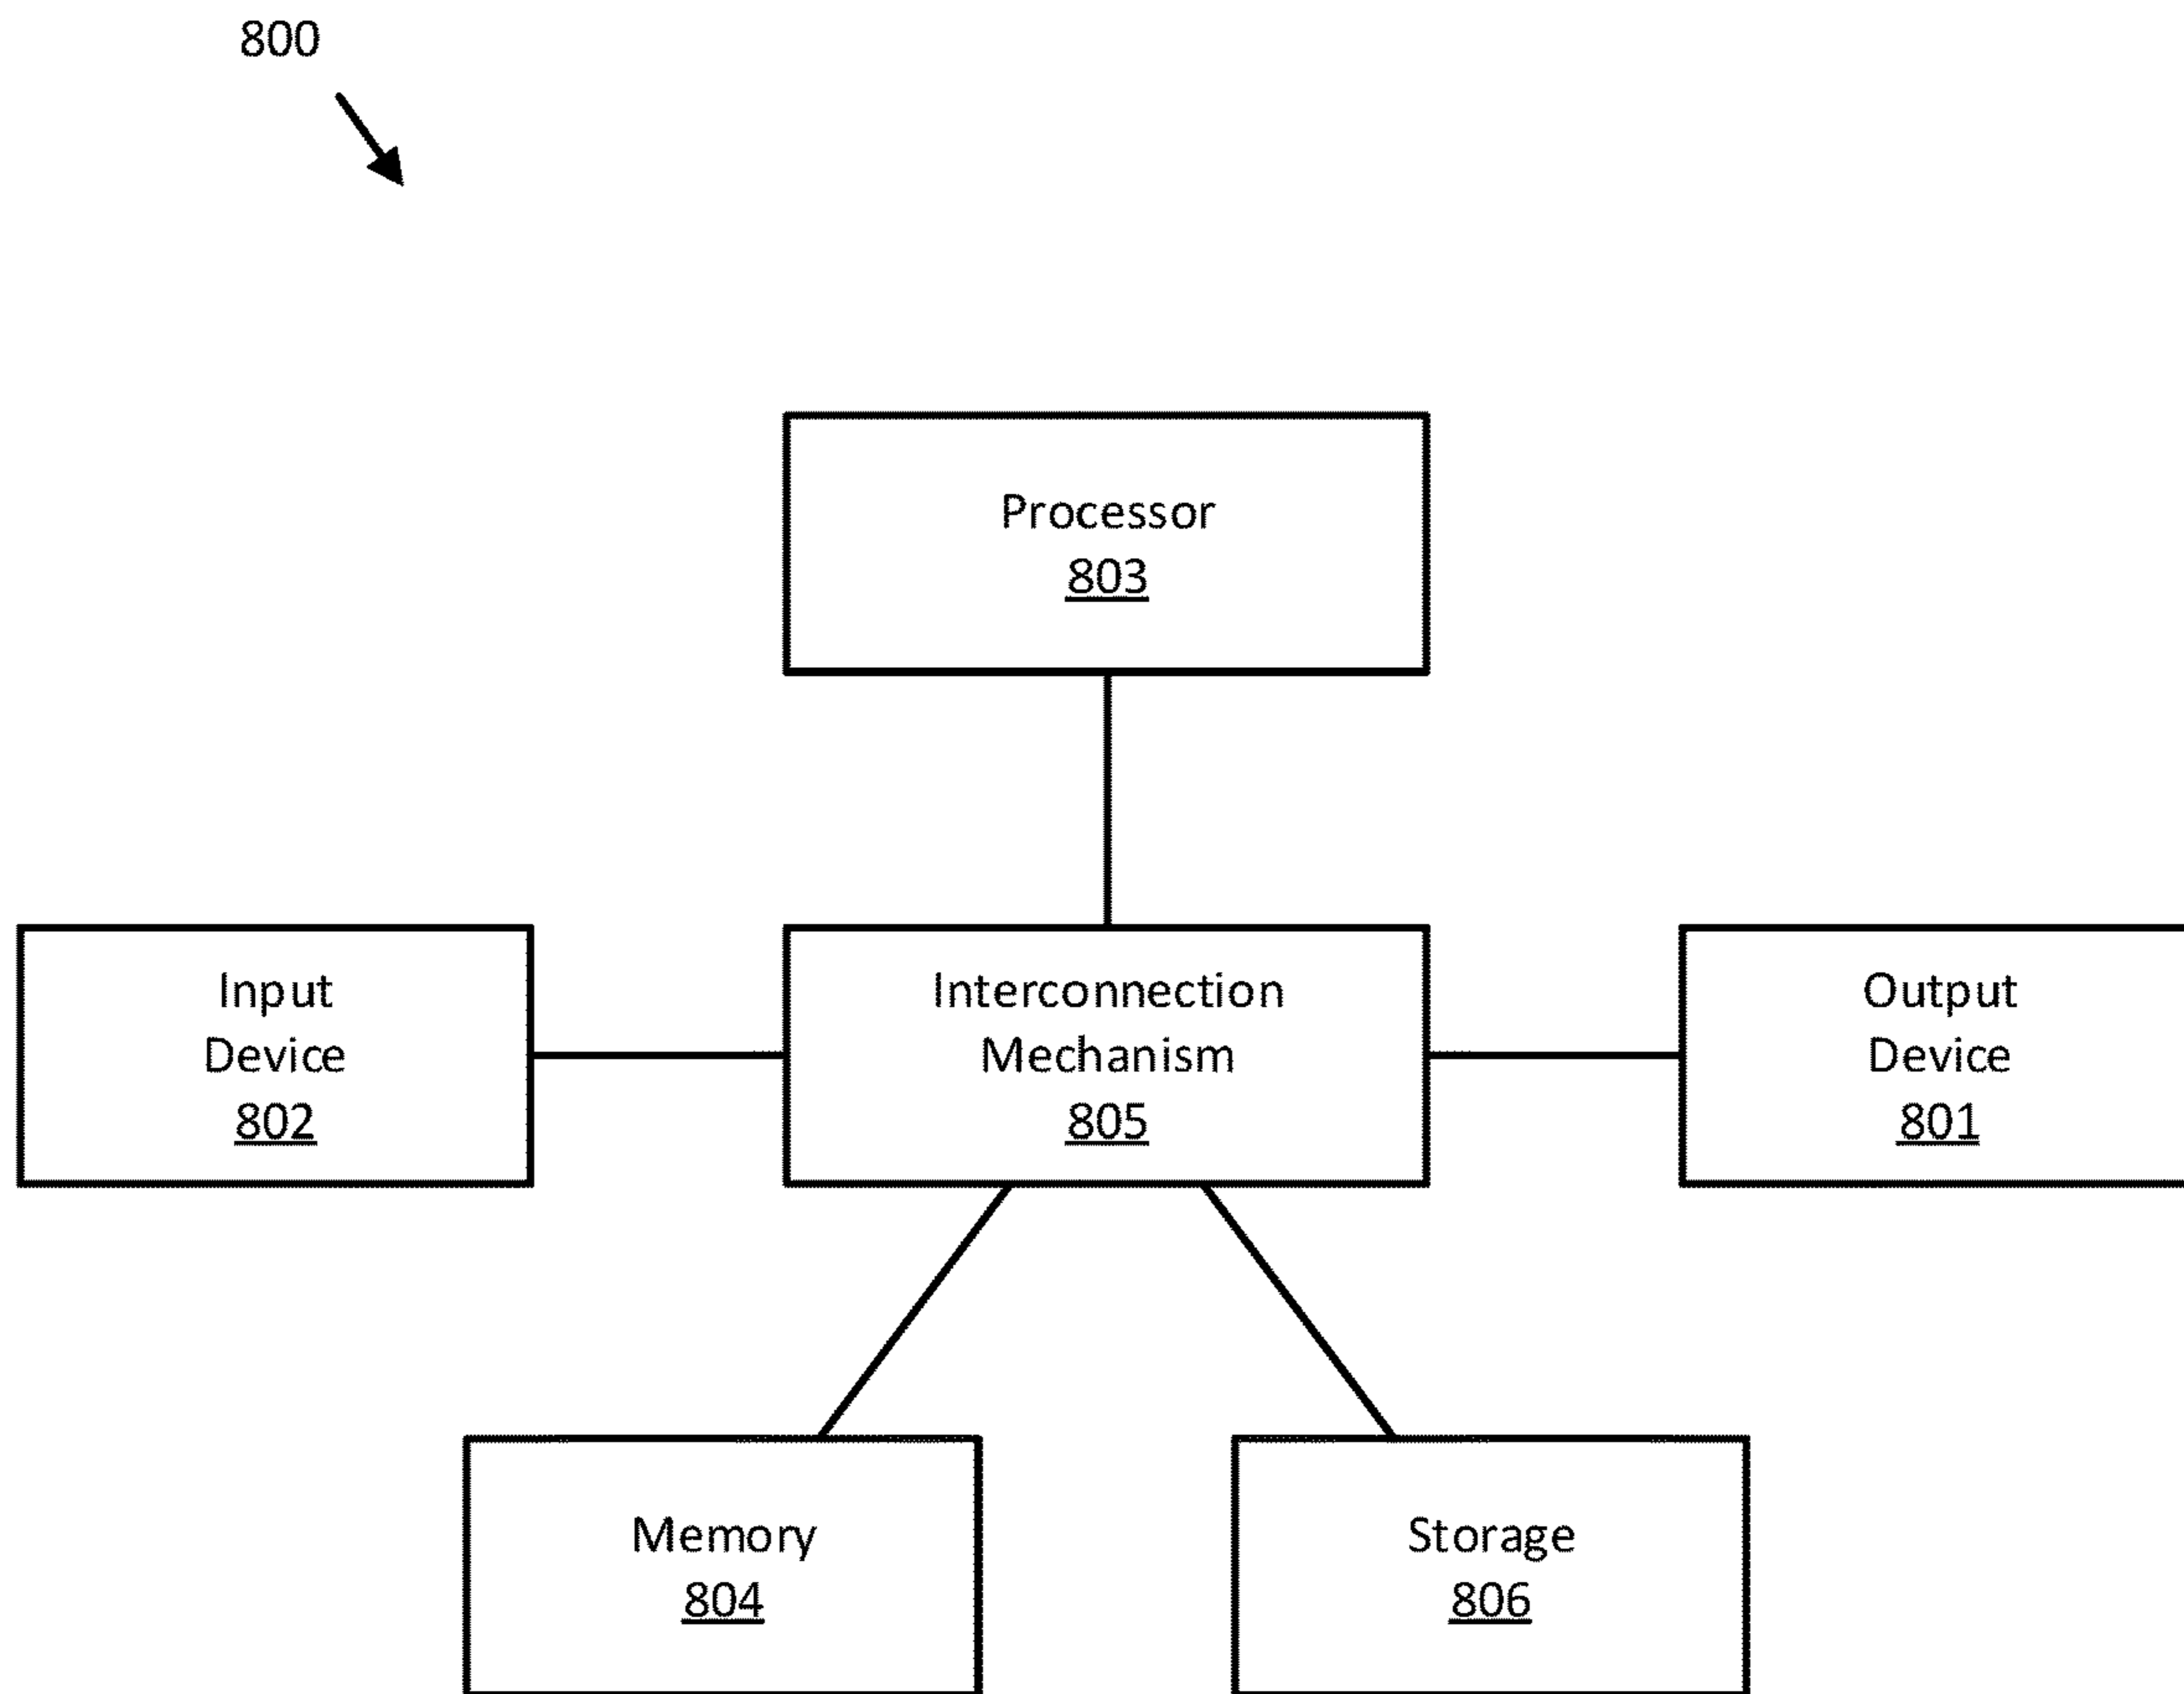 800
Processor
803
Input
Device
802
Interconnection
Mechanism
805
Output
Device
801
Memory
804
Storage
806